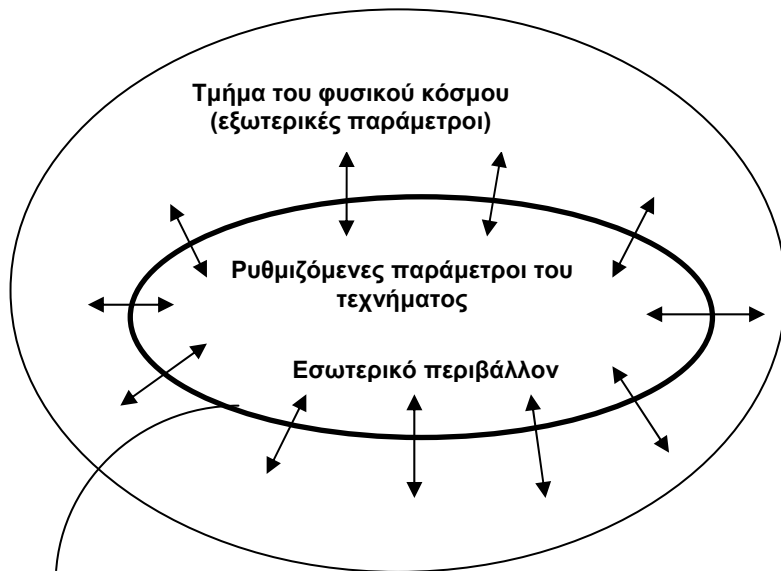 Τμήμα του φυσικού κόσμου
(εξωτερικές παράμετροι)
Ρυθμιζόμενες παράμετροι του
τεχνήματος
Εσωτερικό περιβάλλον